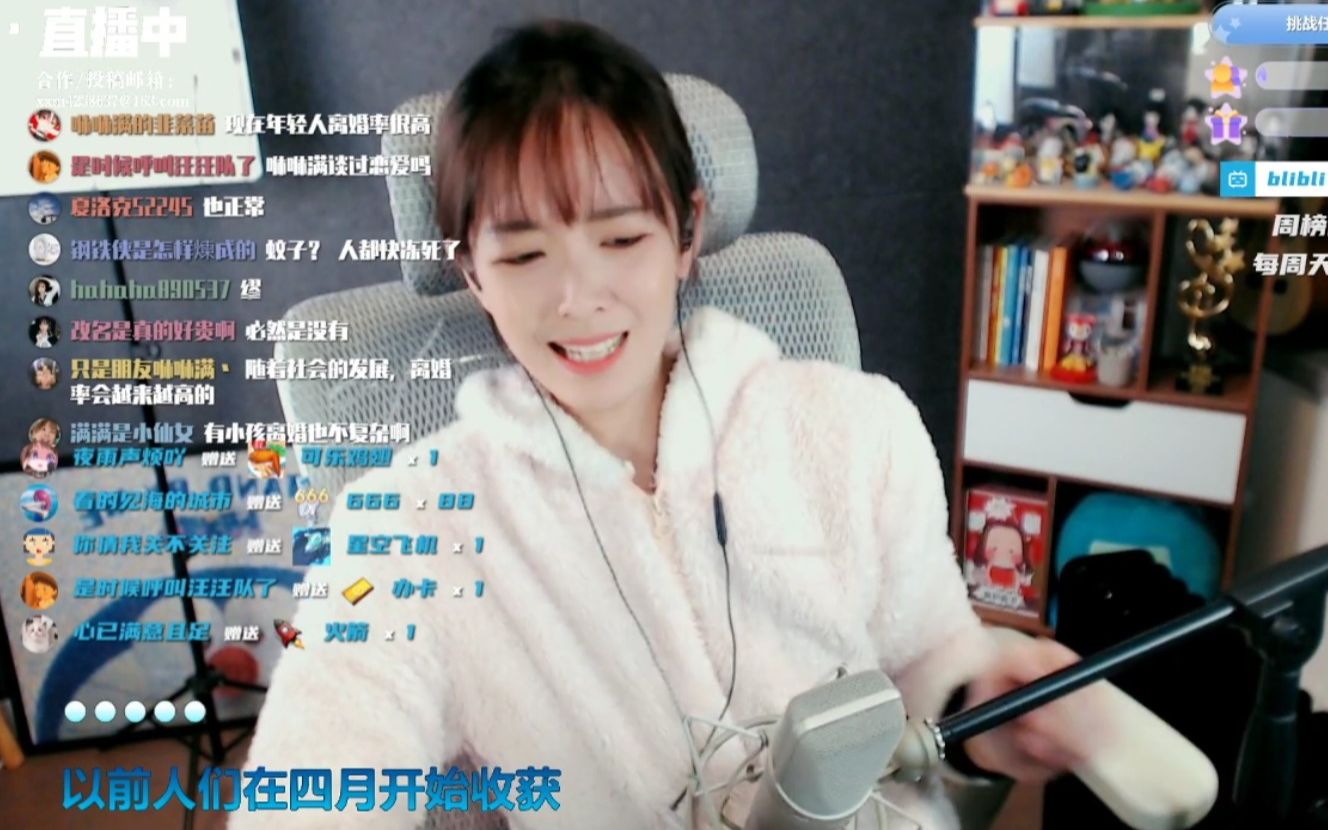 直播中
合作/投稿邮箱:
咻咻满的韭菜苗 现在年轻人离婚率很高
是时候呼叫汪汪队了 咻咻满谈过恋爱吗
夏洛克52245 也正常
钢铁侠是怎样煉成的 蚊子? 人都快冻死了
hahaha890537 缪
改名是真的好贵啊 必然是没有
只是朋友咻咻满丶 随着社会的发展,离婚
率会越来越高的
满满是小仙女 有小孩离婚也不复杂啊
夜雨声烦吖 赠送 可乐鸡翅 x 1
看的见海的城市 赠送 666 666 x 88
你猜我关不关注 赠送 星空飞机 x 1
是时候呼叫汪汪队了 赠送 办卡 x 1
心已满意且足 赠送 火箭 x 1
以前人们在四月开始收获
挑战任
blibli
周榜
每周天